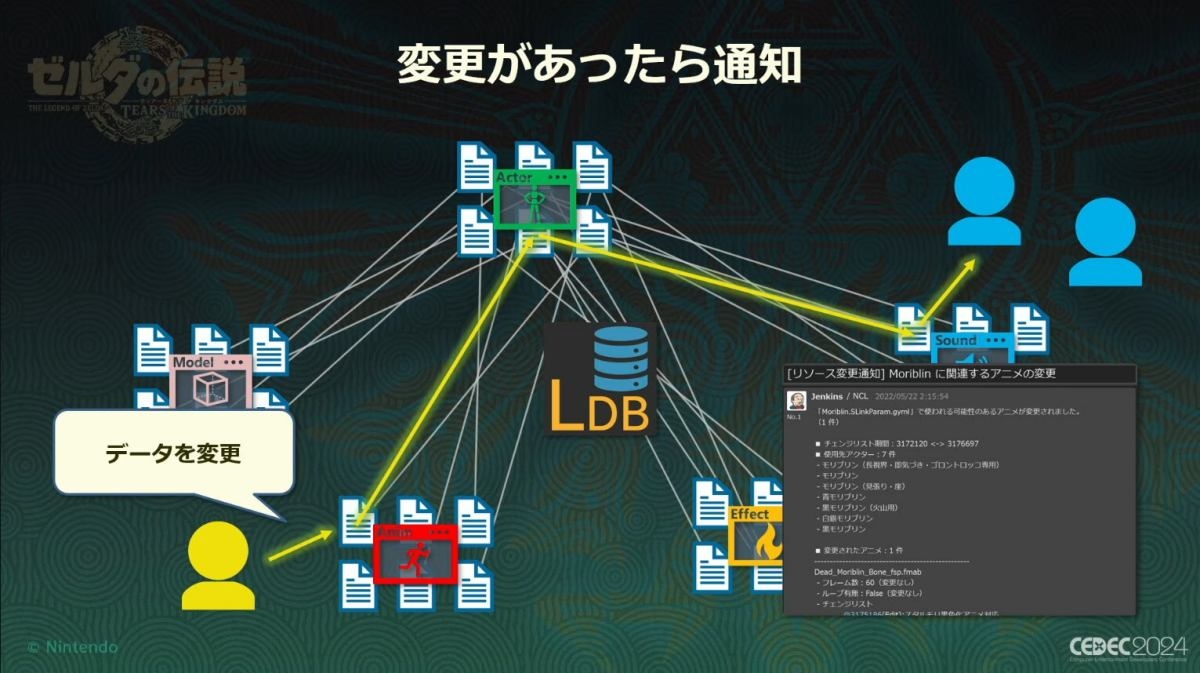 変更があったら通知
ゼルダの伝説
THE LEGEND OF ZELDA
TEARS OF THE KINGDOM
Actor
Model
Sound
LDB
データを変更
Anim
Effect
[リソース変更通知] Moriblin に関連するアニメの変更
Jenkins / NCL 2022/05/22 2:15:54
No.1
「Moriblin.SLinkParam.gyml」で使われる可能性のあるアニメが変更されました。
(1 件)
■ チェンジリスト期間:3172120 <-> 3176697
■ 使用先アクター:7 件
- モリブリン(長視界・即気づき・ゴロントロッコ専用)
- モリブリン
- モリブリン(見張り・座)
- 青モリブリン
- 黒モリブリン(火山用)
- 白銀モリブリン
- 黒モリブリン
■ 変更されたアニメ:1 件
--------------------------------------------------
Dead_Moriblin_Bone_fsp.fmab
- フレーム数:60(変更なし)
- ループ有無:False(変更なし)
- チェンジリスト
© Nintendo
CEDEC2024
Computer Entertainment Developers Conference